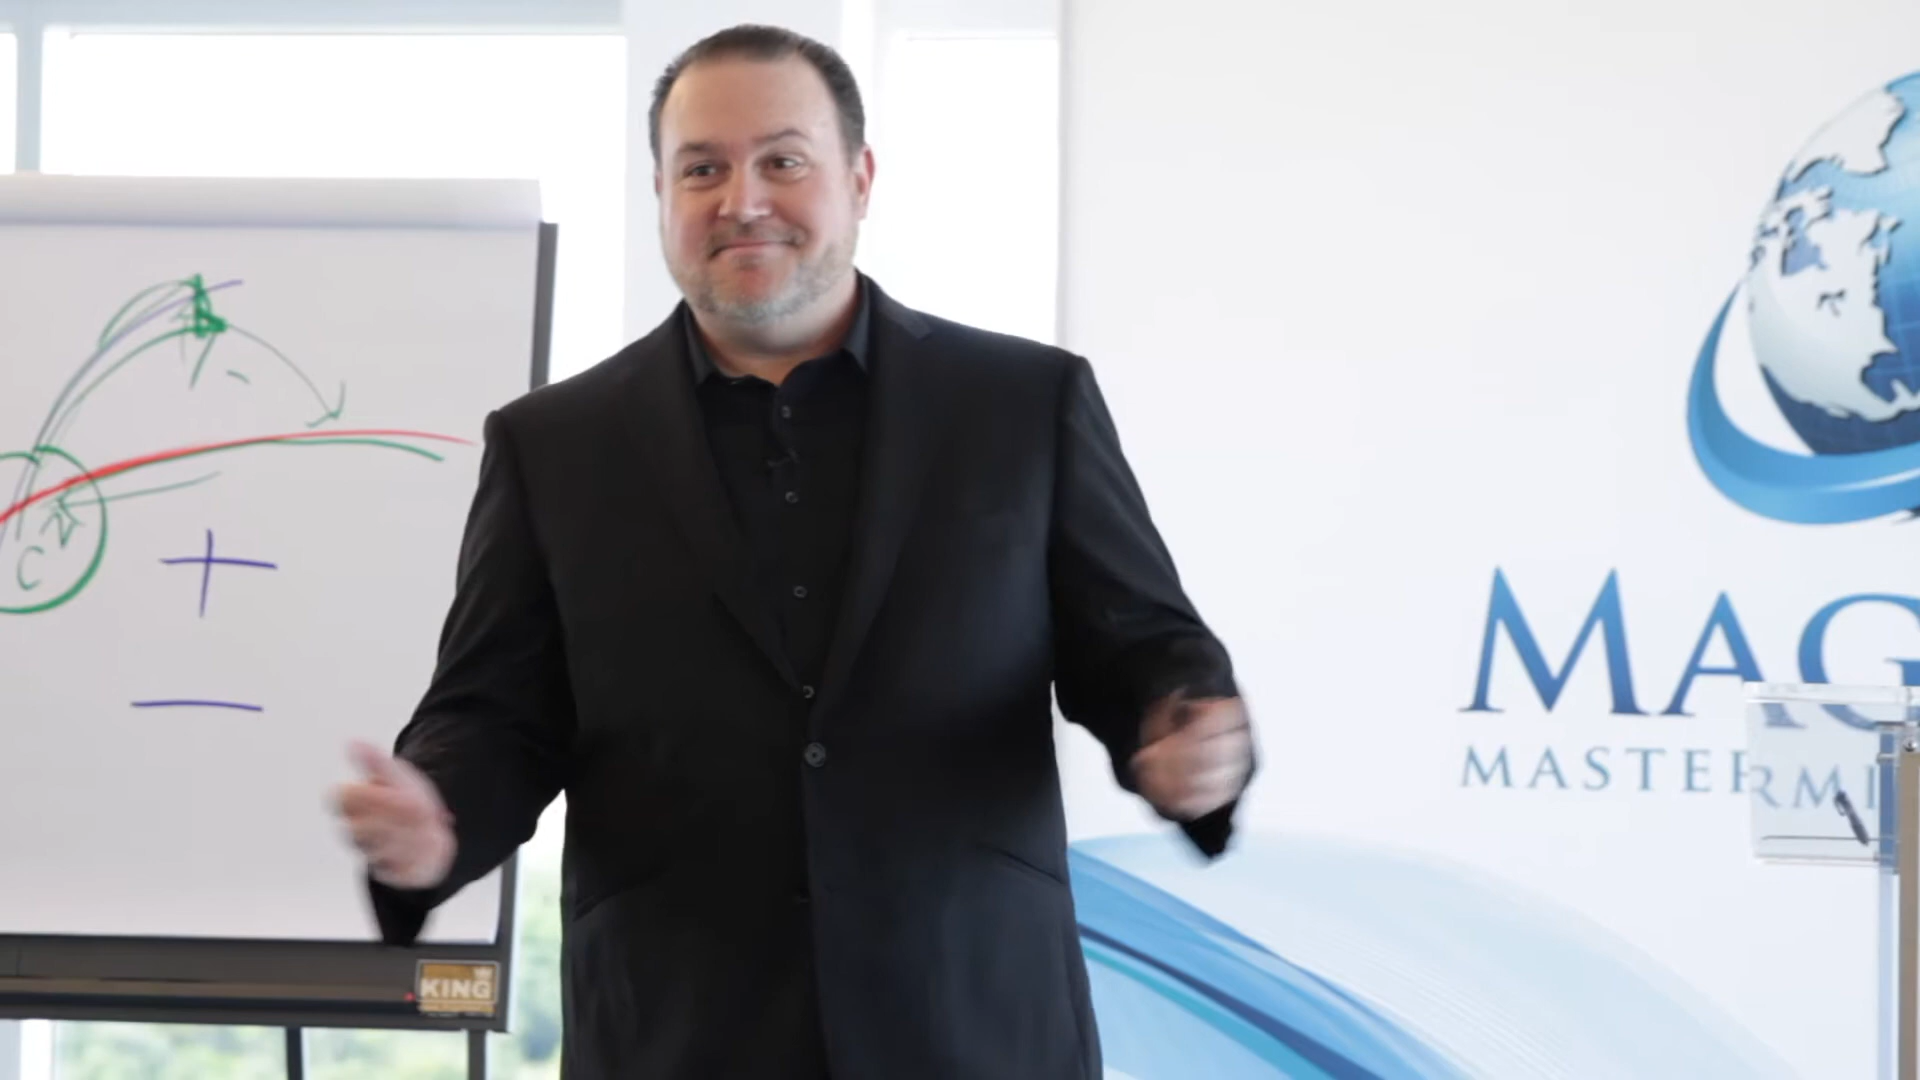 C
+
—
KING
MAG
MASTERMI